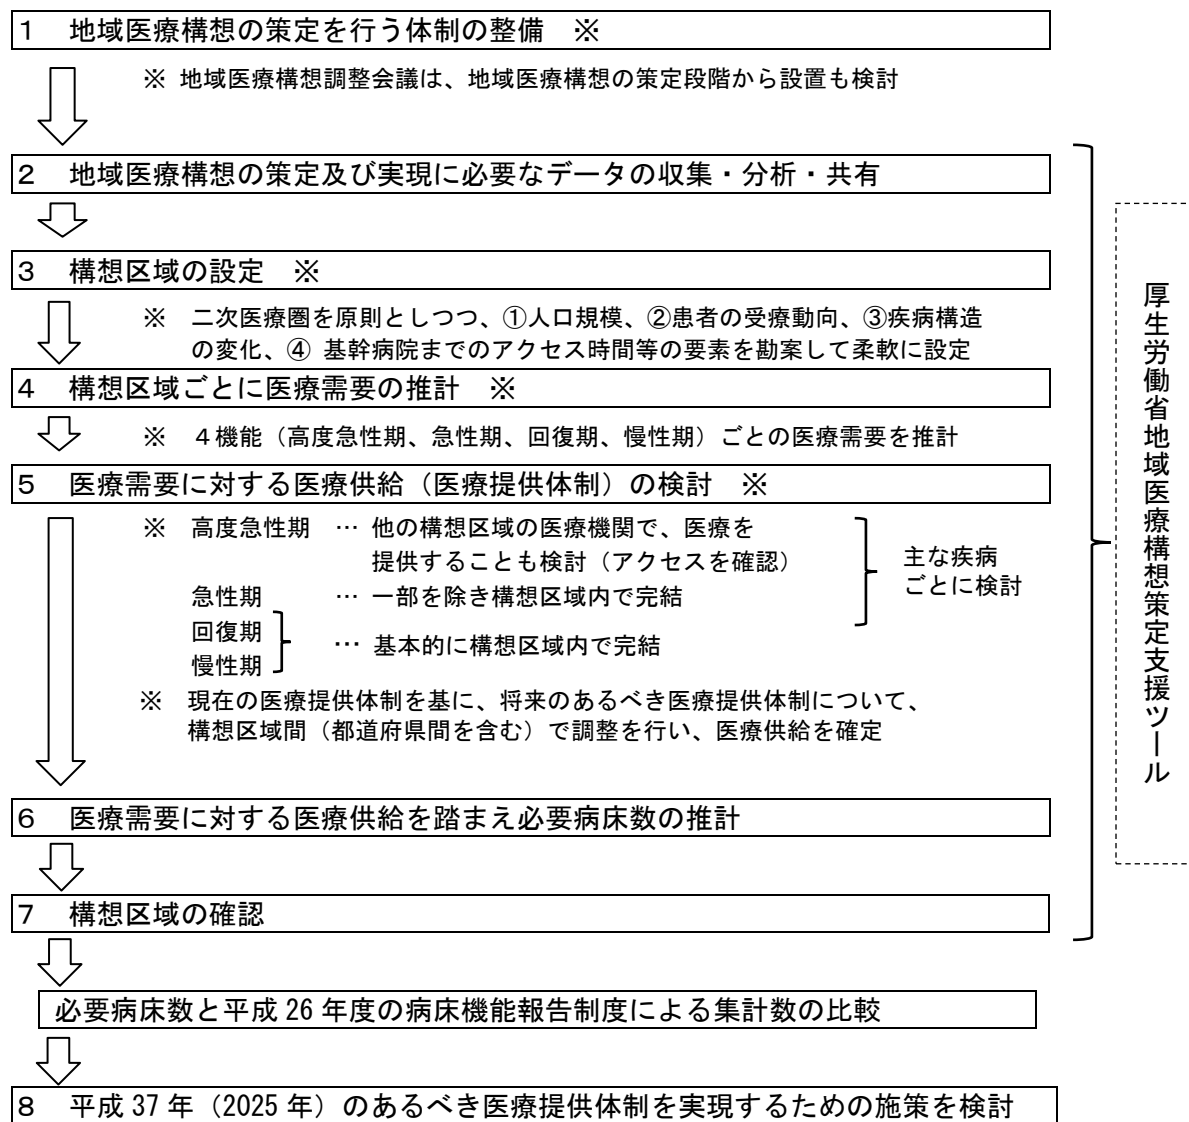 1 地域医療構想の策定を行う体制の整備 ※
※ 地域医療構想調整会議は、地域医療構想の策定段階から設置も検討
2 地域医療構想の策定及び実現に必要なデータの収集・分析・共有
3 構想区域の設定 ※
※ 二次医療圏を原則としつつ、①人口規模、②患者の受療動向、③疾病構造
の変化、④ 基幹病院までのアクセス時間等の要素を勘案して柔軟に設定
4 構想区域ごとに医療需要の推計 ※
※ 4機能（高度急性期、急性期、回復期、慢性期）ごとの医療需要を推計
5 医療需要に対する医療供給（医療提供体制）の検討 ※
※ 高度急性期 … 他の構想区域の医療機関で、医療を
提供することも検討（アクセスを確認）
急性期 … 一部を除き構想区域内で完結
回復期
慢性期
… 基本的に構想区域内で完結
主な疾病
ごとに検討
※ 現在の医療提供体制を基に、将来のあるべき医療提供体制について、
構想区域間（都道府県間を含む）で調整を行い、医療供給を確定
6 医療需要に対する医療供給を踏まえ必要病床数の推計
7 構想区域の確認
必要病床数と平成 26 年度の病床機能報告制度による集計数の比較
8 平成 37 年（2025 年）のあるべき医療提供体制を実現するための施策を検討
厚生労働省地域医療構想策定支援ツール